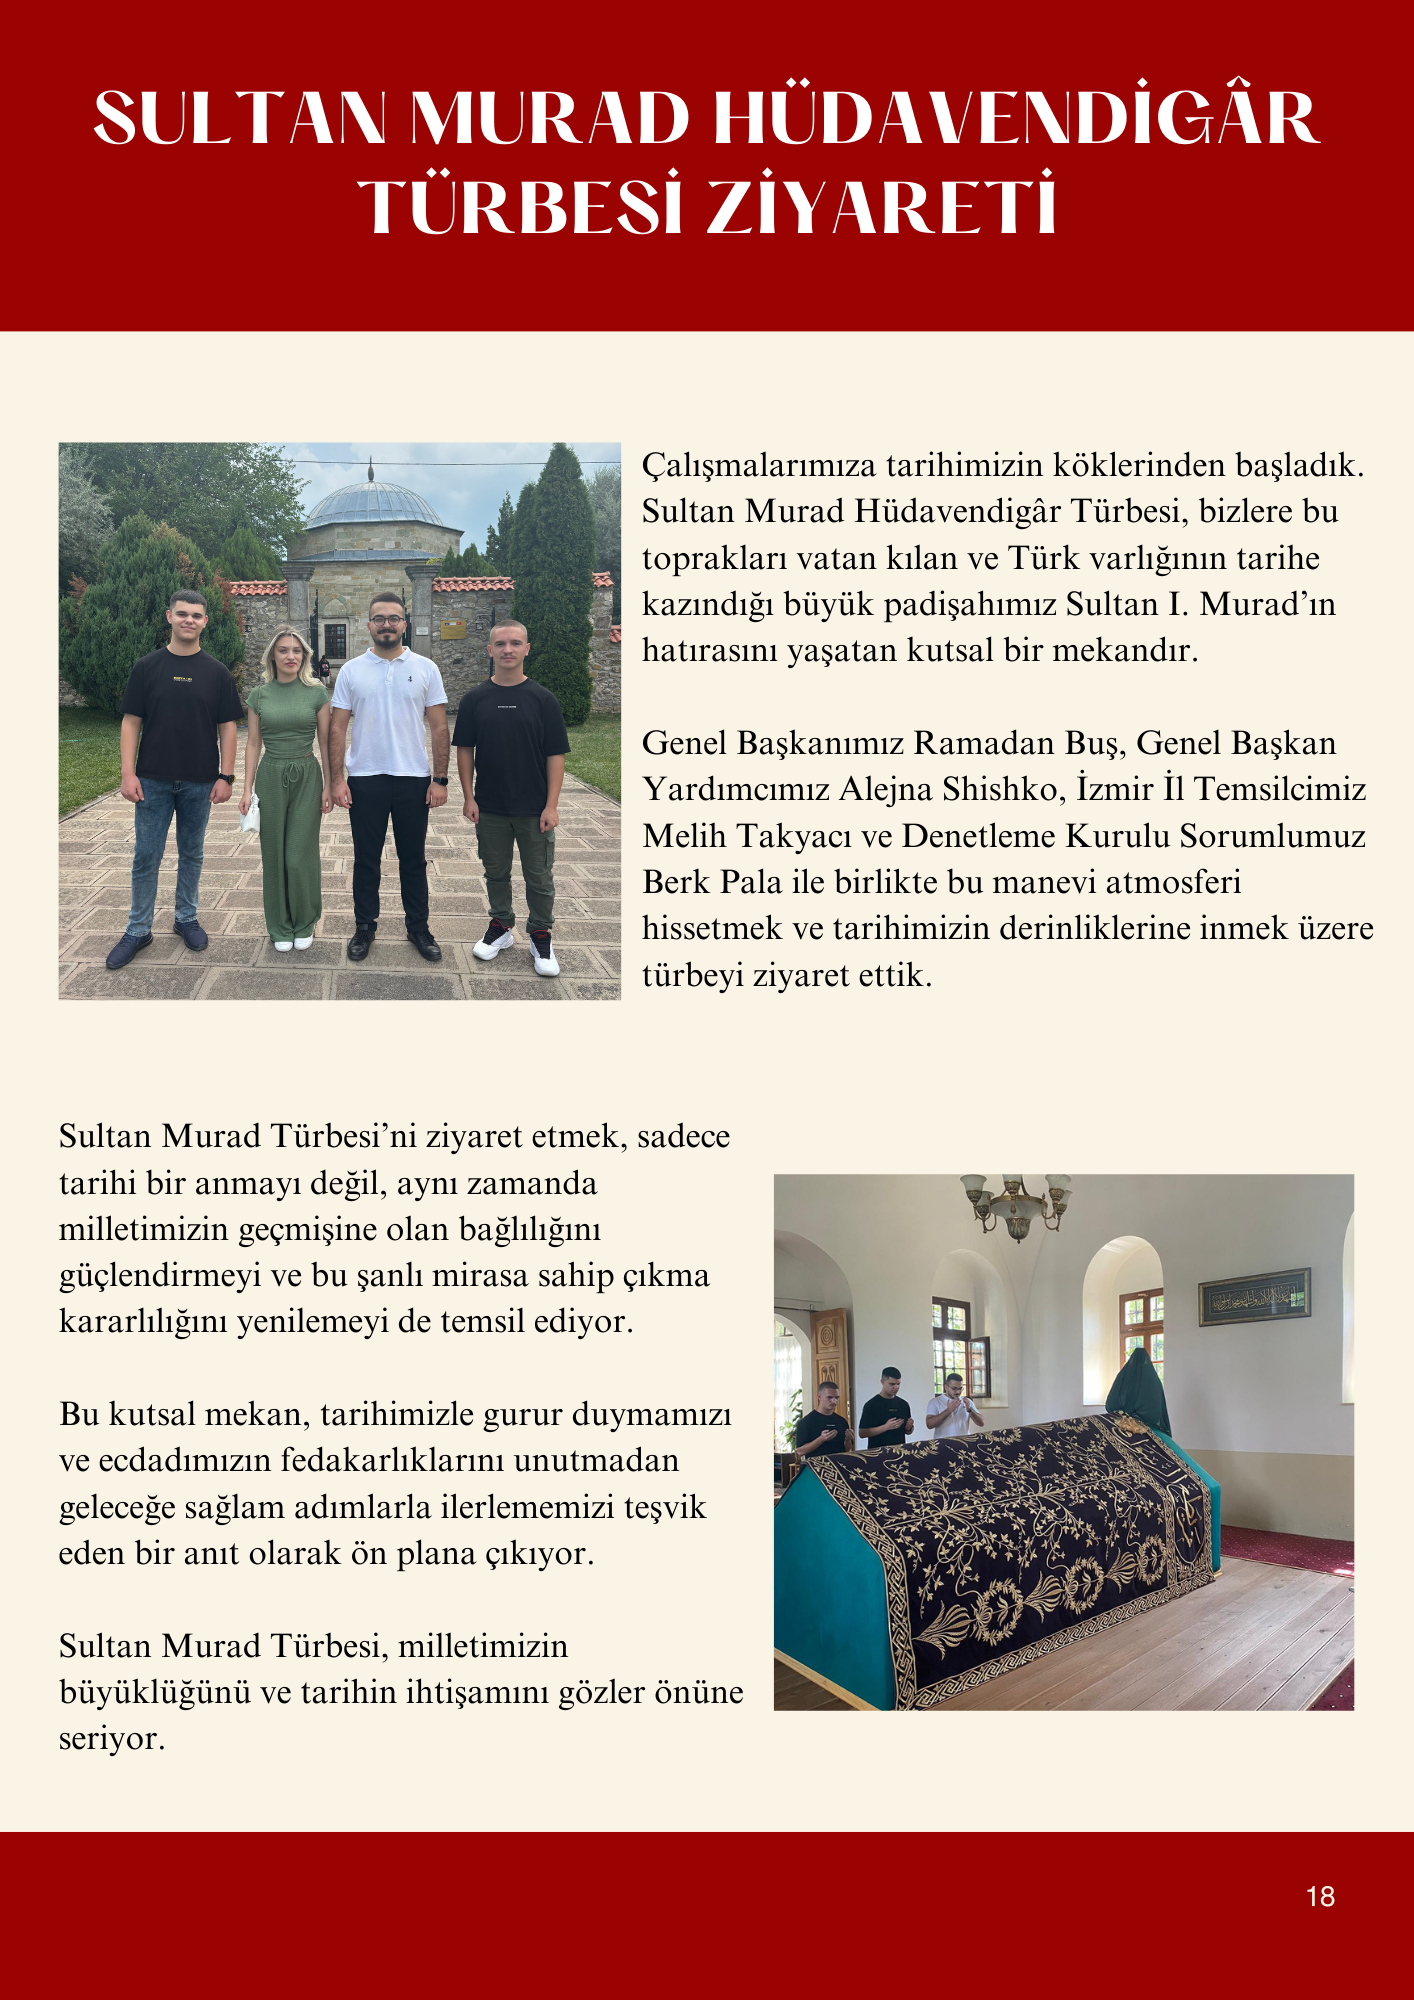 SULTAN MURAD HÜDAVENDİGÂR
TÜRBESİ ZİYARETİ
Çalışmalarımıza tarihimizin köklerinden başladık.
Sultan Murad Hüdavendigâr Türbesi, bizlere bu
toprakları vatan kılan ve Türk varlığının tarihe
kazındığı büyük padişahımız Sultan I. Murad’ın
hatırasını yaşatan kutsal bir mekandır.
Genel Başkanımız Ramadan Buş, Genel Başkan
Yardımcımız Alejna Shishko, İzmir İl Temsilcimiz
Melih Takyacı ve Denetleme Kurulu Sorumlumuz
Berk Pala ile birlikte bu manevi atmosferi
hissetmek ve tarihimizin derinliklerine inmek üzere
türbeyi ziyaret ettik.
Sultan Murad Türbesi’ni ziyaret etmek, sadece
tarihi bir anmayı değil, aynı zamanda
milletimizin geçmişine olan bağlılığını
güçlendirmeyi ve bu şanlı mirasa sahip çıkma
kararlılığını yenilemeyi de temsil ediyor.
Bu kutsal mekan, tarihimizle gurur duymamızı
ve ecdadımızın fedakarlıklarını unutmadan
geleceğe sağlam adımlarla ilerlememizi teşvik
eden bir anıt olarak ön plana çıkıyor.
Sultan Murad Türbesi, milletimizin
büyüklüğünü ve tarihin ihtişamını gözler önüne
seriyor.
18